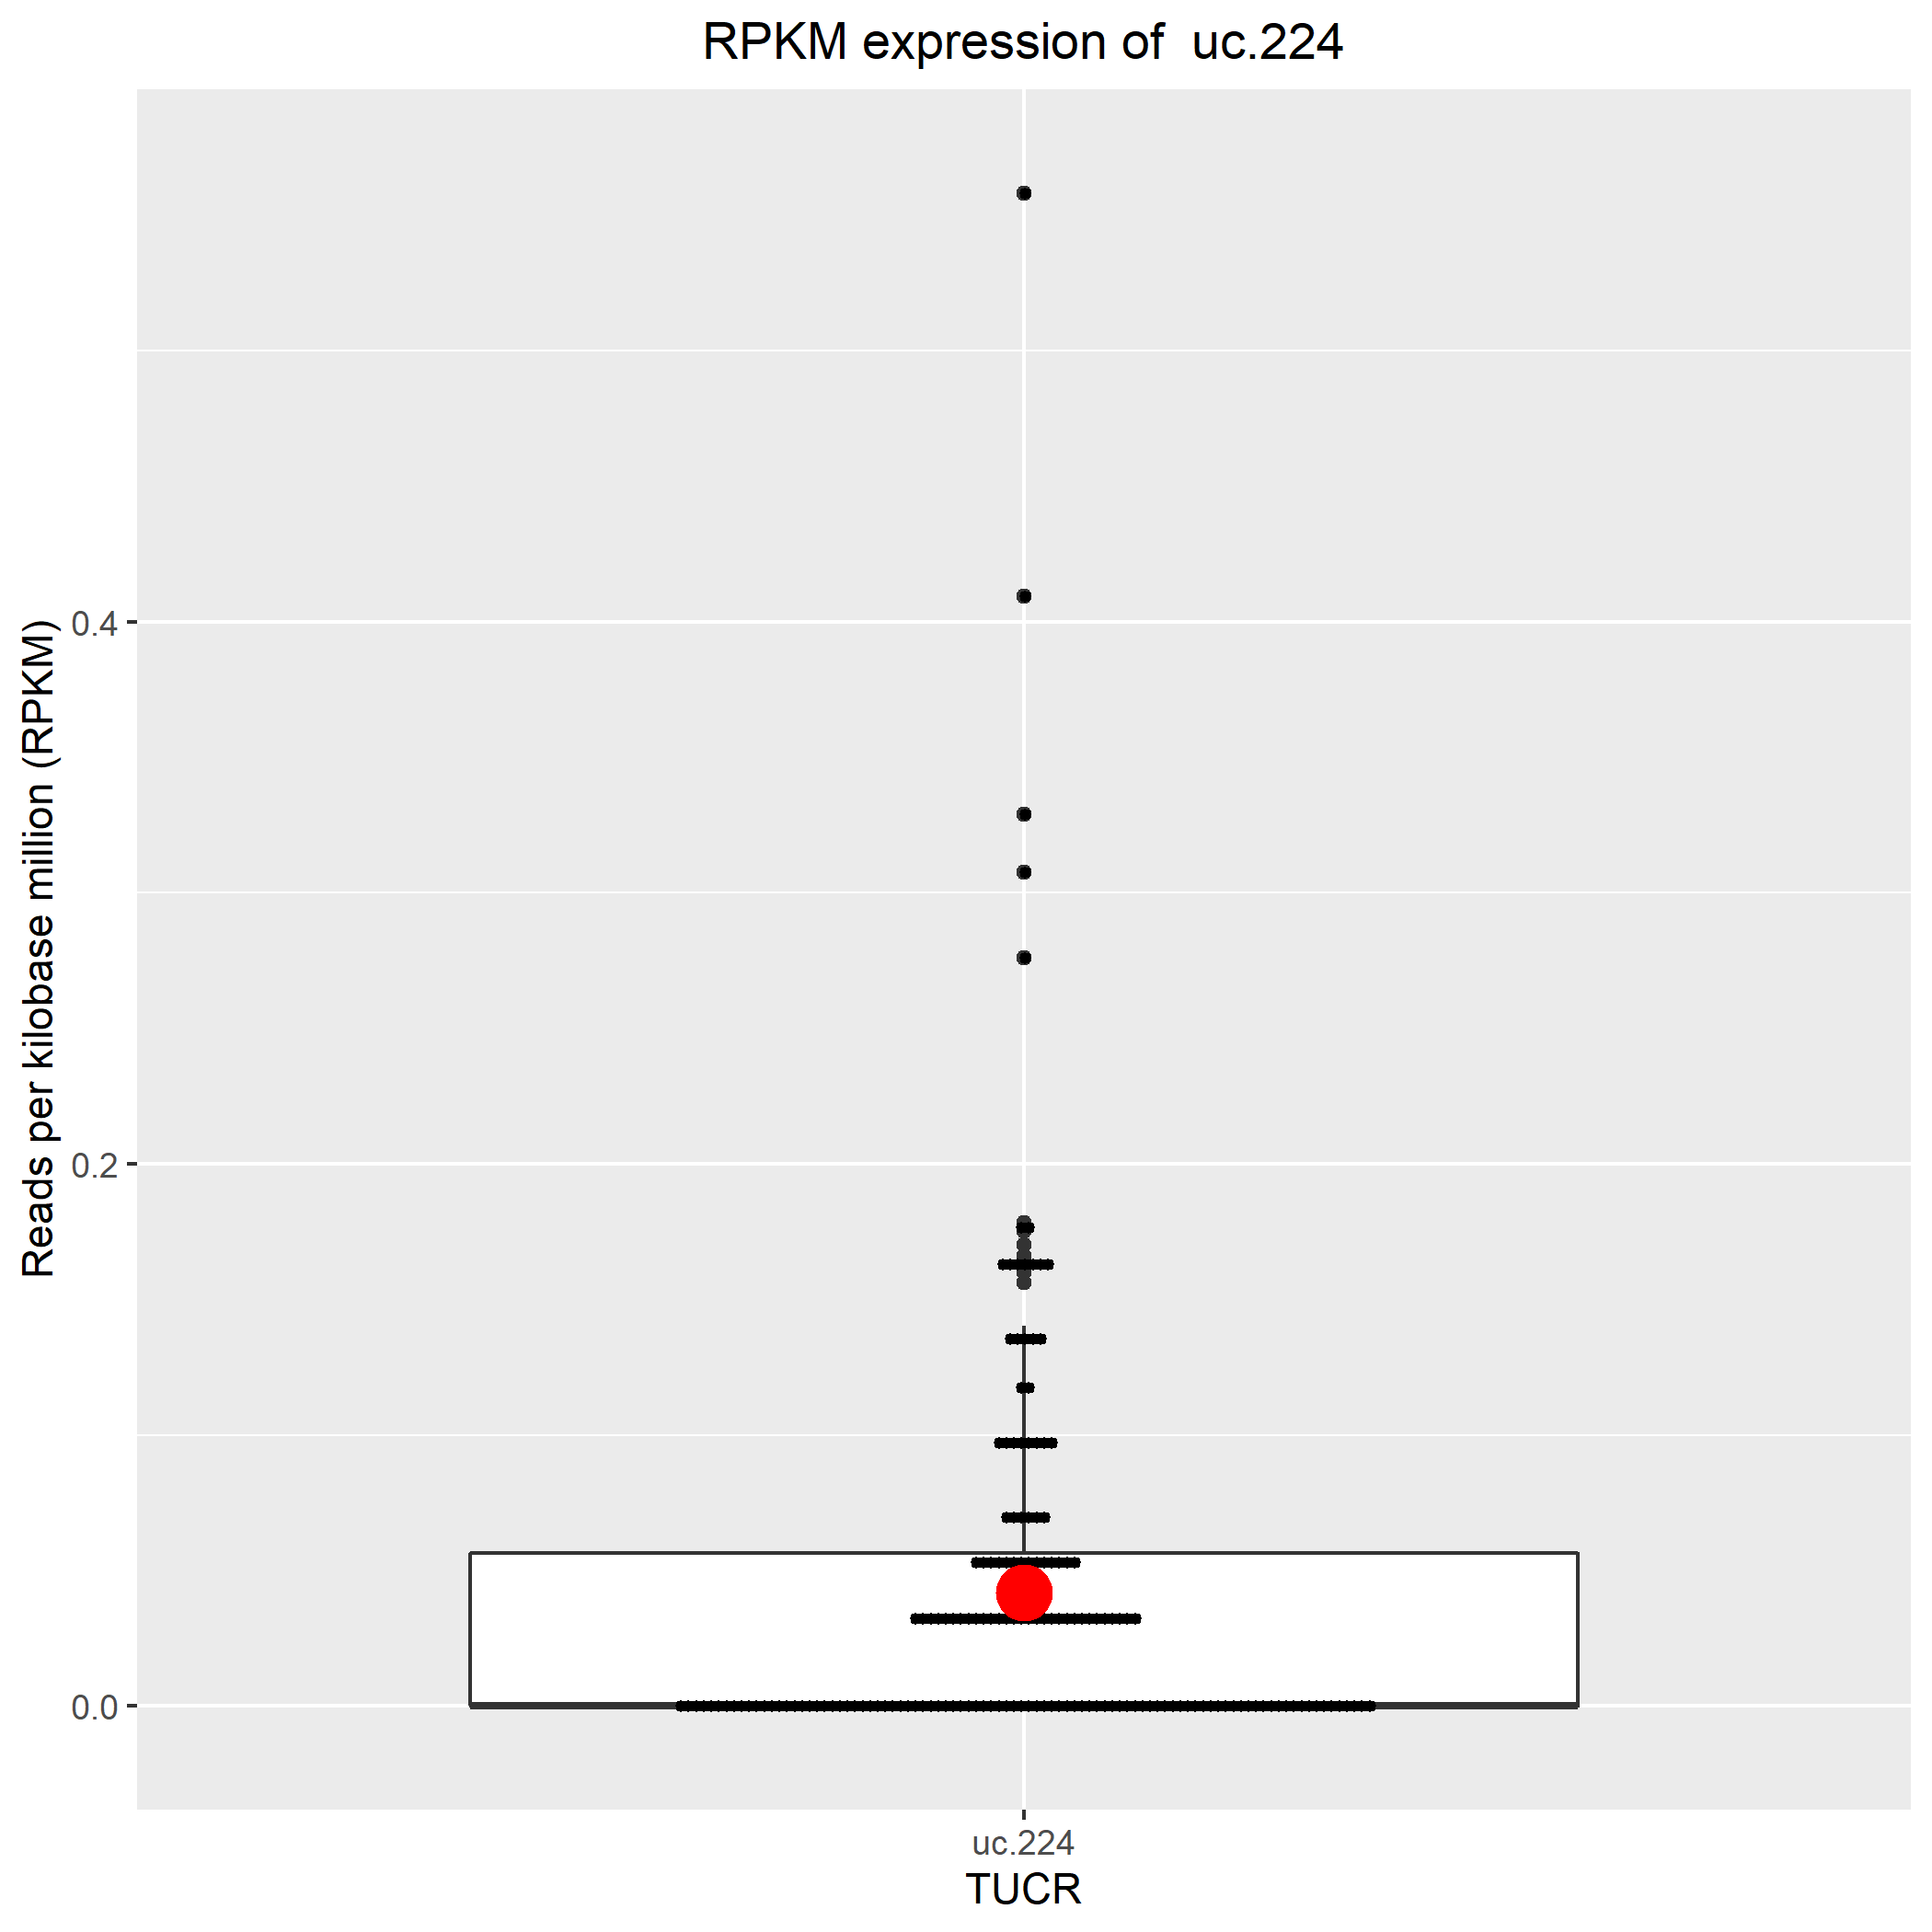 RPKM expression of  uc.224
Reads per kilobase million (RPKM)
0.4
0.2
0.0
uc.224
TUCR